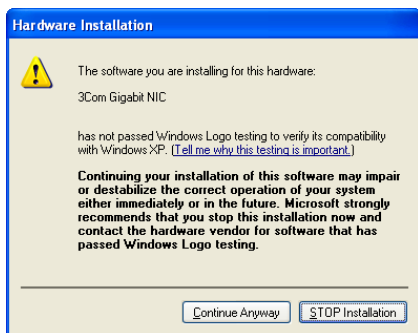 Hardware Installation
The software you are installing for this hardware:
3Com Gigabit NIC
has not passed Windows Logo testing to verify its compatibility
with Windows XP. (Tell me why this testing is important.)
Continuing your installation of this software may impair
or destabilize the correct operation of your system
either immediately or in the future. Microsoft strongly
recommends that you stop this installation now and
contact the hardware vendor for software that has
passed Windows Logo testing.
Continue Anyway
STOP Installation